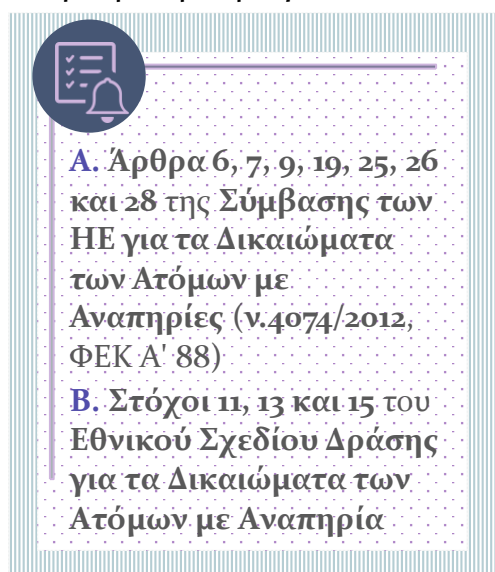 Α. Άρθρα 6, 7, 9, 19, 25, 26
και 28 της Σύμβασης των
ΗΕ για τα Δικαιώματα
των Ατόμων με
Αναπηρίες (ν.4074/2012,
ΦΕΚ Α' 88)
Β. Στόχοι 11, 13 και 15 του
Εθνικού Σχεδίου Δράσης
για τα Δικαιώματα των
Ατόμων με Αναπηρία